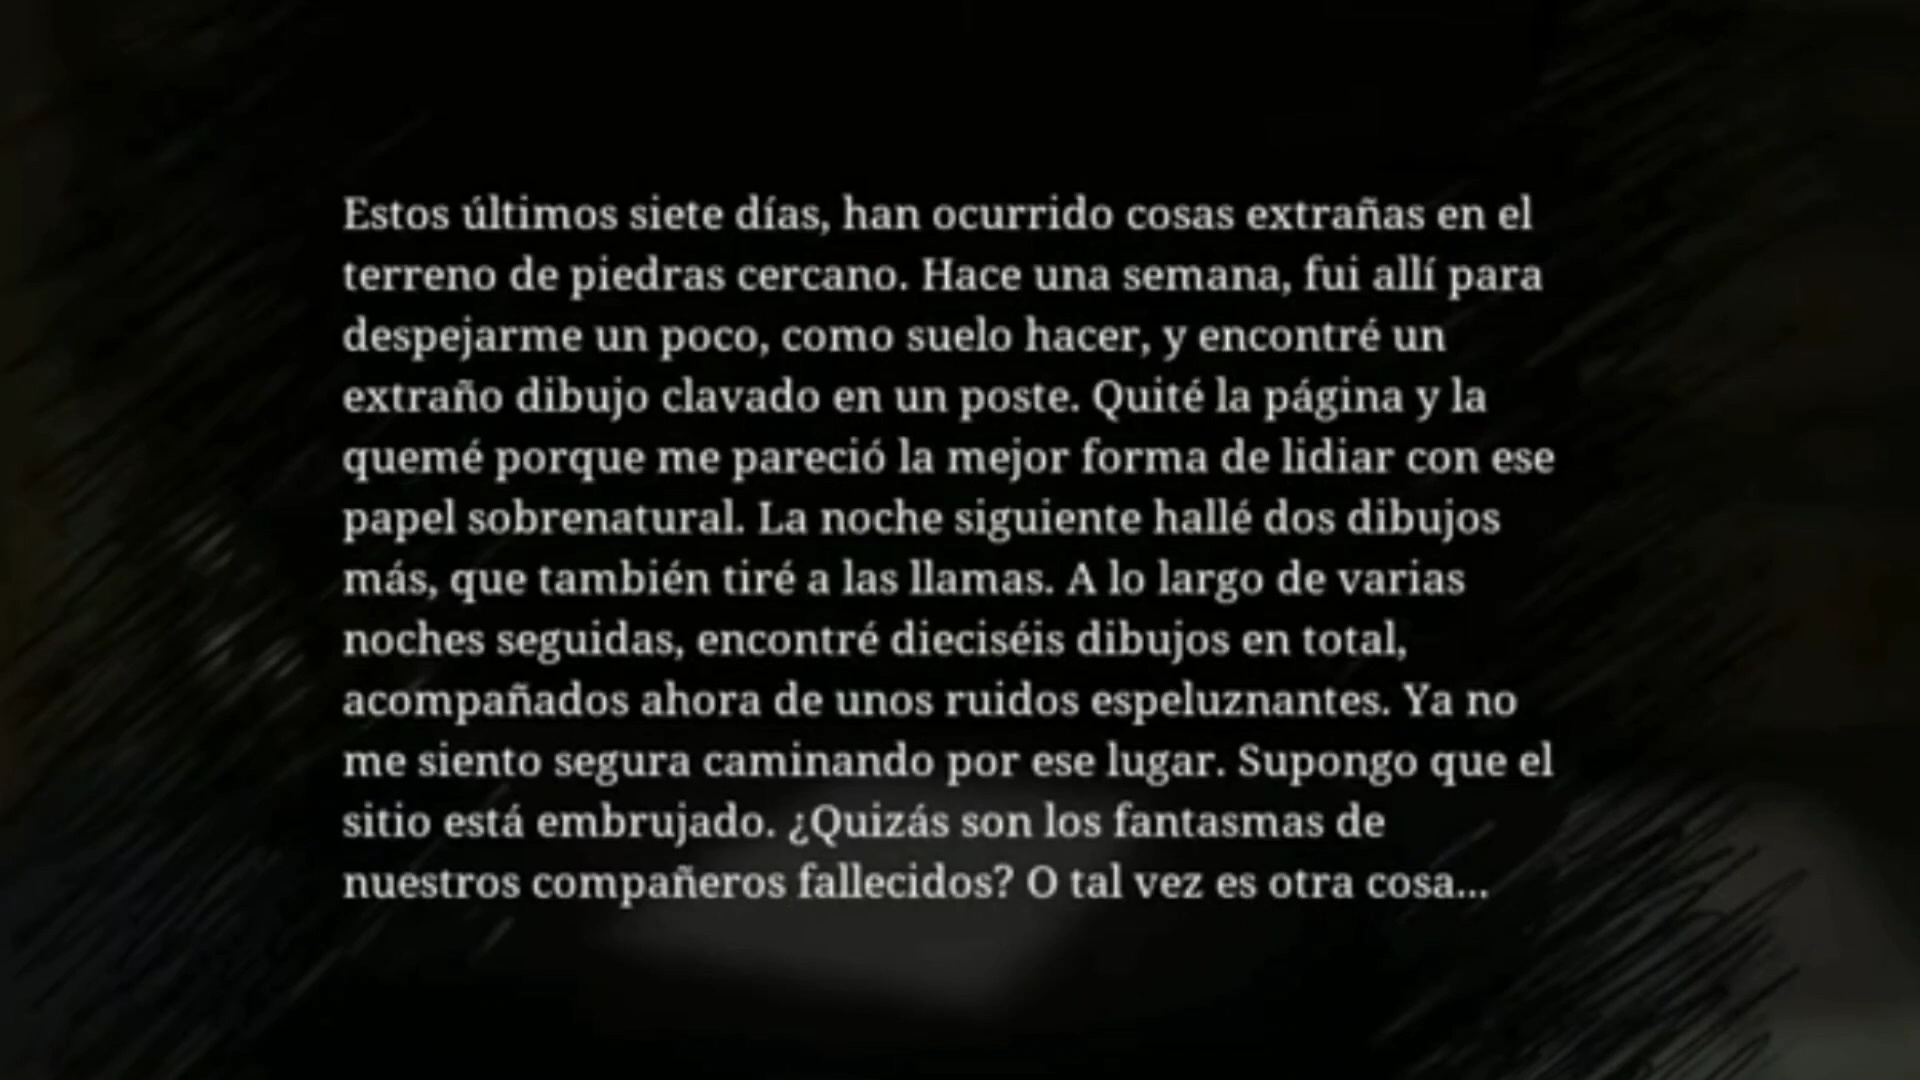 Estos últimos siete días, han ocurrido cosas extrañas en el
terreno de piedras cercano. Hace una semana, fui allí para
despejarme un poco, como suelo hacer, y encontré un
extraño dibujo clavado en un poste. Quité la página y la
quemé porque me pareció la mejor forma de lidiar con ese
papel sobrenatural. La noche siguiente hallé dos dibujos
más, que también tiré a las llamas. A lo largo de varias
noches seguidas, encontré dieciséis dibujos en total,
acompañados ahora de unos ruidos espeluznantes. Ya no
me siento segura caminando por ese lugar. Supongo que el
sitio está embrujado. ¿Quizás son los fantasmas de
nuestros compañeros fallecidos? O tal vez es otra cosa...